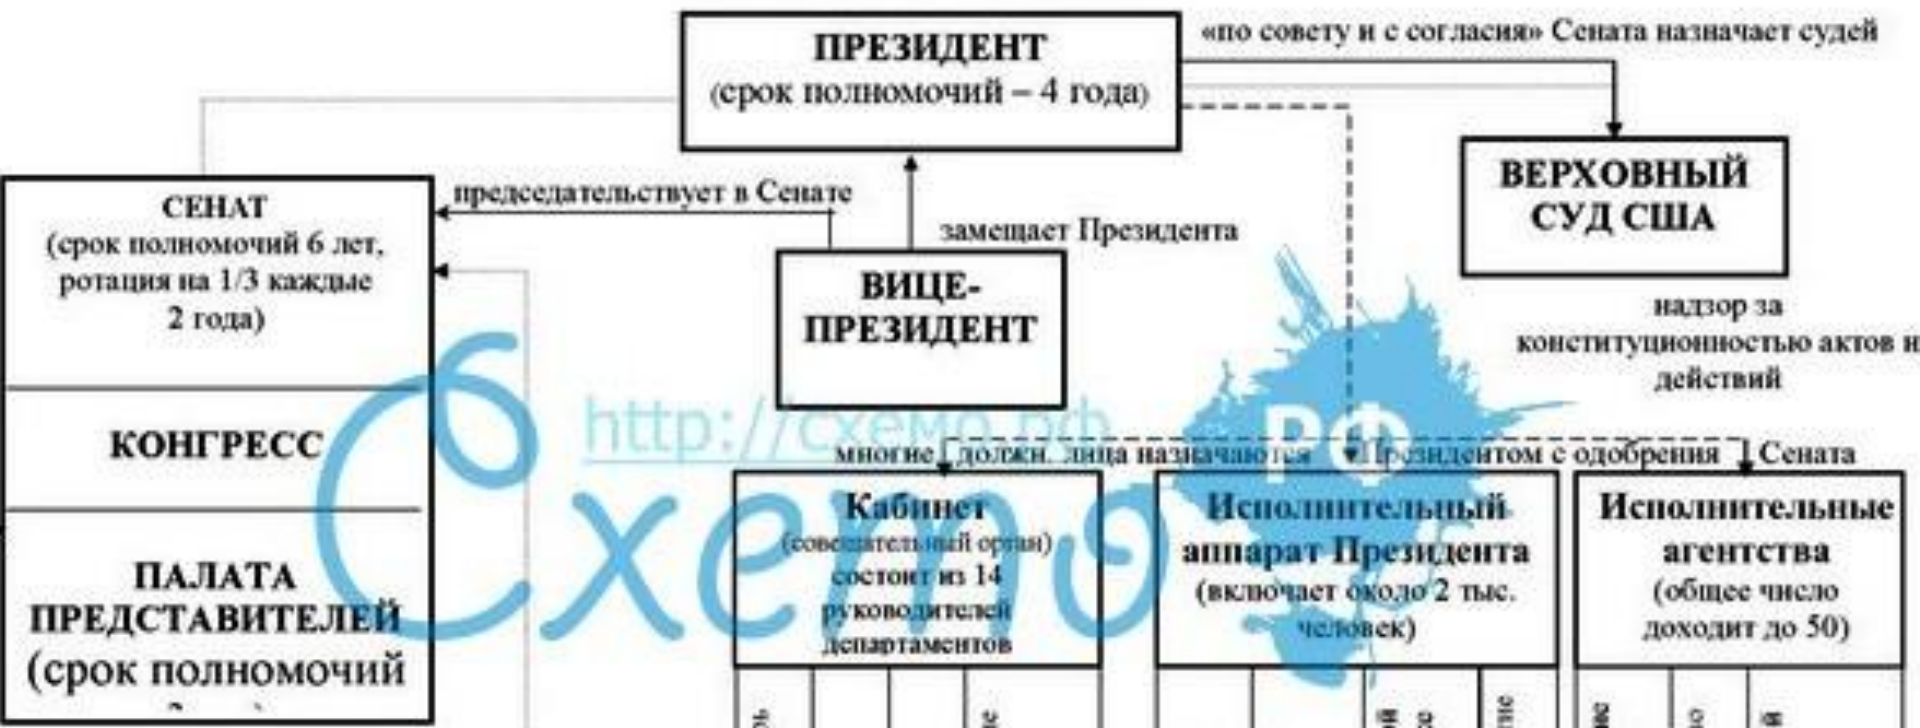 ПРЕЗИДЕНТ
(срок полномочий – 4 года)
«по совету и с согласия» Сената назначает судей
СЕНАТ
(срок полномочий 6 лет,
ротация на 1/3 каждые
2 года)
председательствует в Сенате
замещает Президента
ВИЦЕ-
ПРЕЗИДЕНТ
ВЕРХОВНЫЙ
СУД США
надзор за
конституционностью актов и
действий
КОНГРЕСС
ПАЛАТА
ПРЕДСТАВИТЕЛЕЙ
(срок полномочий
http://схемо.рф
Схемо
РФ
многие должн. лица назначаются Президентом с одобрения Сената
Кабинет
(совещательный орган)
состоит из 14
руководителей
департаментов
Исполнительный
аппарат Президента
(включает около 2 тыс.
человек)
Исполнительные
агентства
(общее число
доходит до 50)